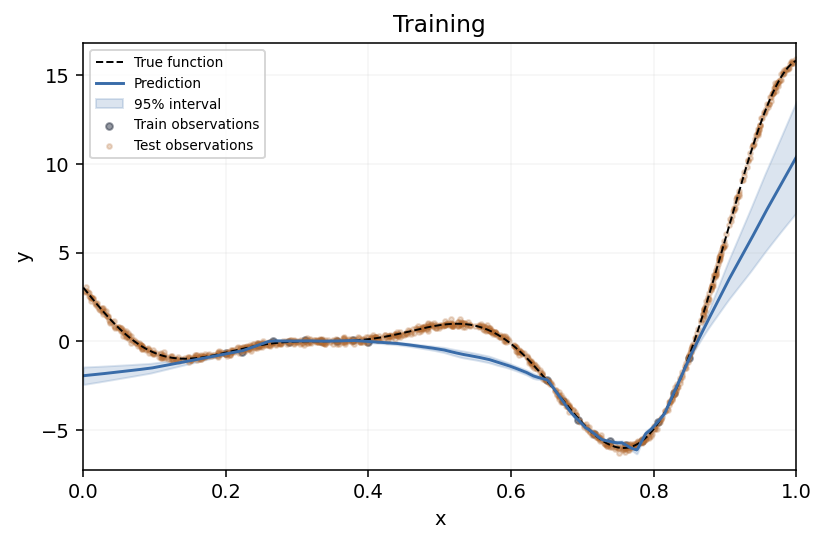 Training
True function
Prediction
95% interval
Train observations
Test observations
15
10
5
0
−5
y
0.0 0.2 0.4 0.6 0.8 1.0
x